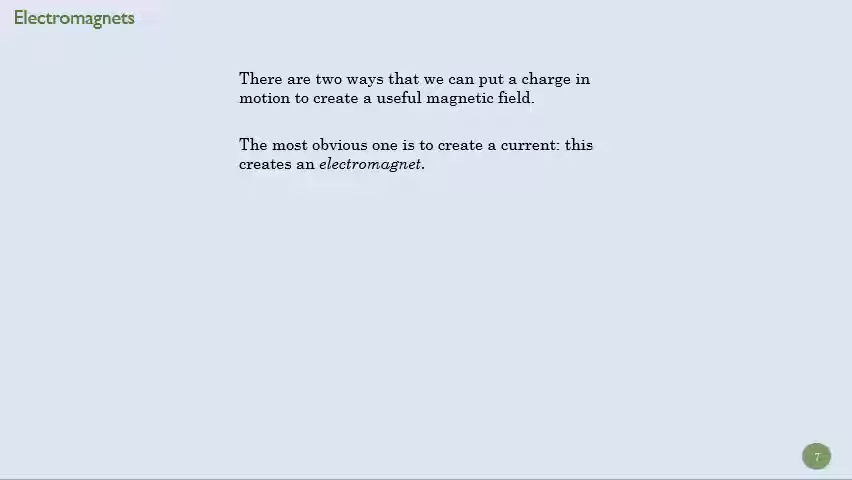 Electromagnets
There are two ways that we can put a charge in
motion to create a useful magnetic field.
The most obvious one is to create a current: this
creates an electromagnet.
7